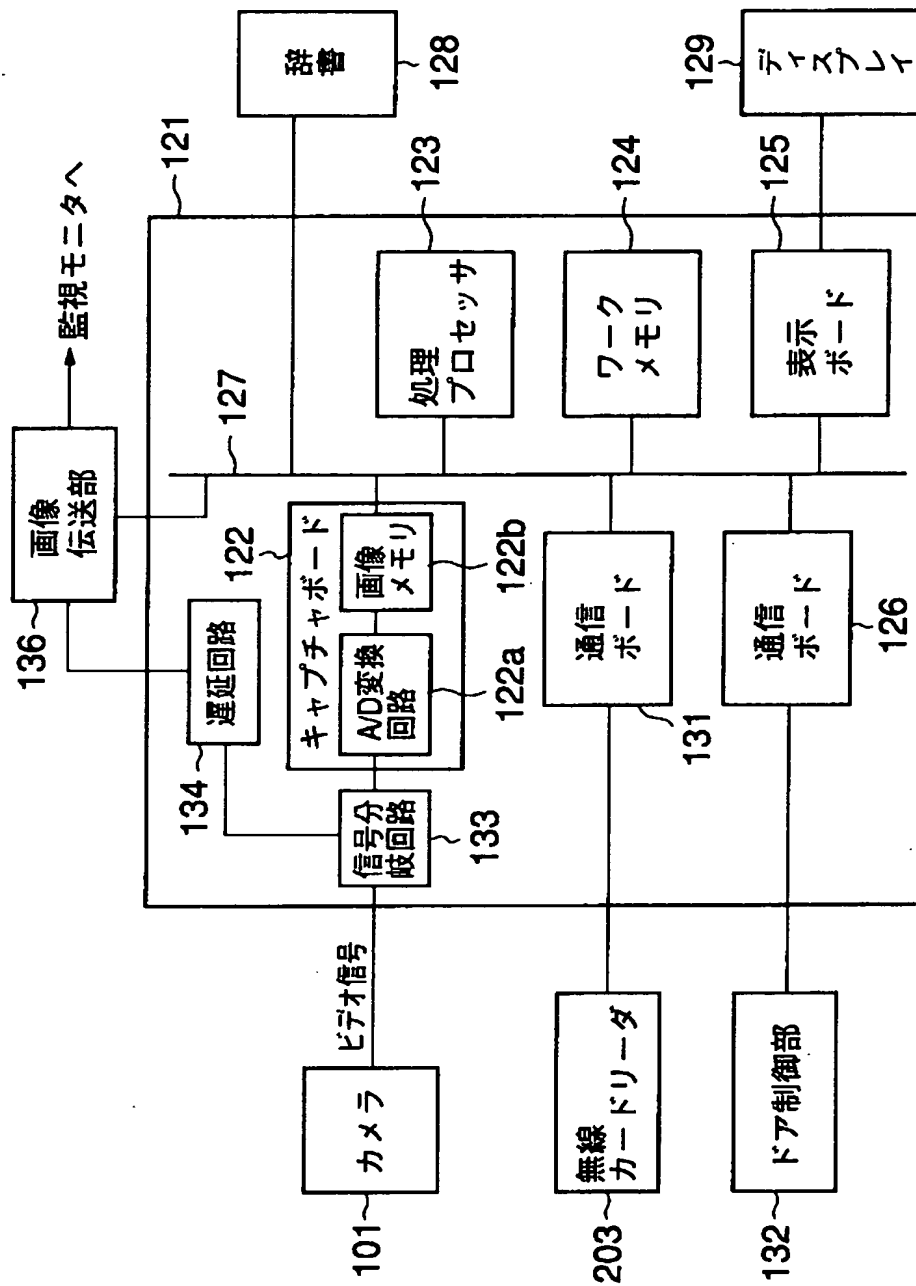 136
画像
伝送部
監視モニタへ
121
134
遅延回路
127
辞書
128
122
キャプチャボード
カメラ
101
ビデオ信号
信号分
岐回路
133
A/D変換
回路
122a
画像
メモリ
122b
処理
プロセッサ
123
ワーク
メモリ
124
無線
カードリーダ
203
通信
ボード
131
表示
ボード
125
ディスプレイ
129
ドア制御部
132
通信
ボード
126